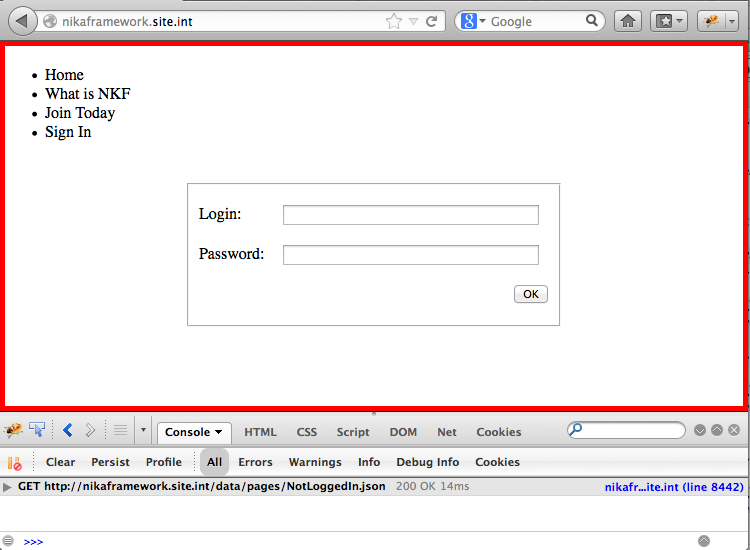 nikaframework.site.int
Google
Home
What is NKF
Join Today
Sign In
Login:
Password:
OK
Console HTML CSS Script DOM Net Cookies
Clear Persist Profile All Errors Warnings Info Debug Info Cookies
GET http://nikaframework.site.int/data/pages/NotLoggedIn.json 200 OK 14ms nikafr...ite.int (line 8442)
>>>